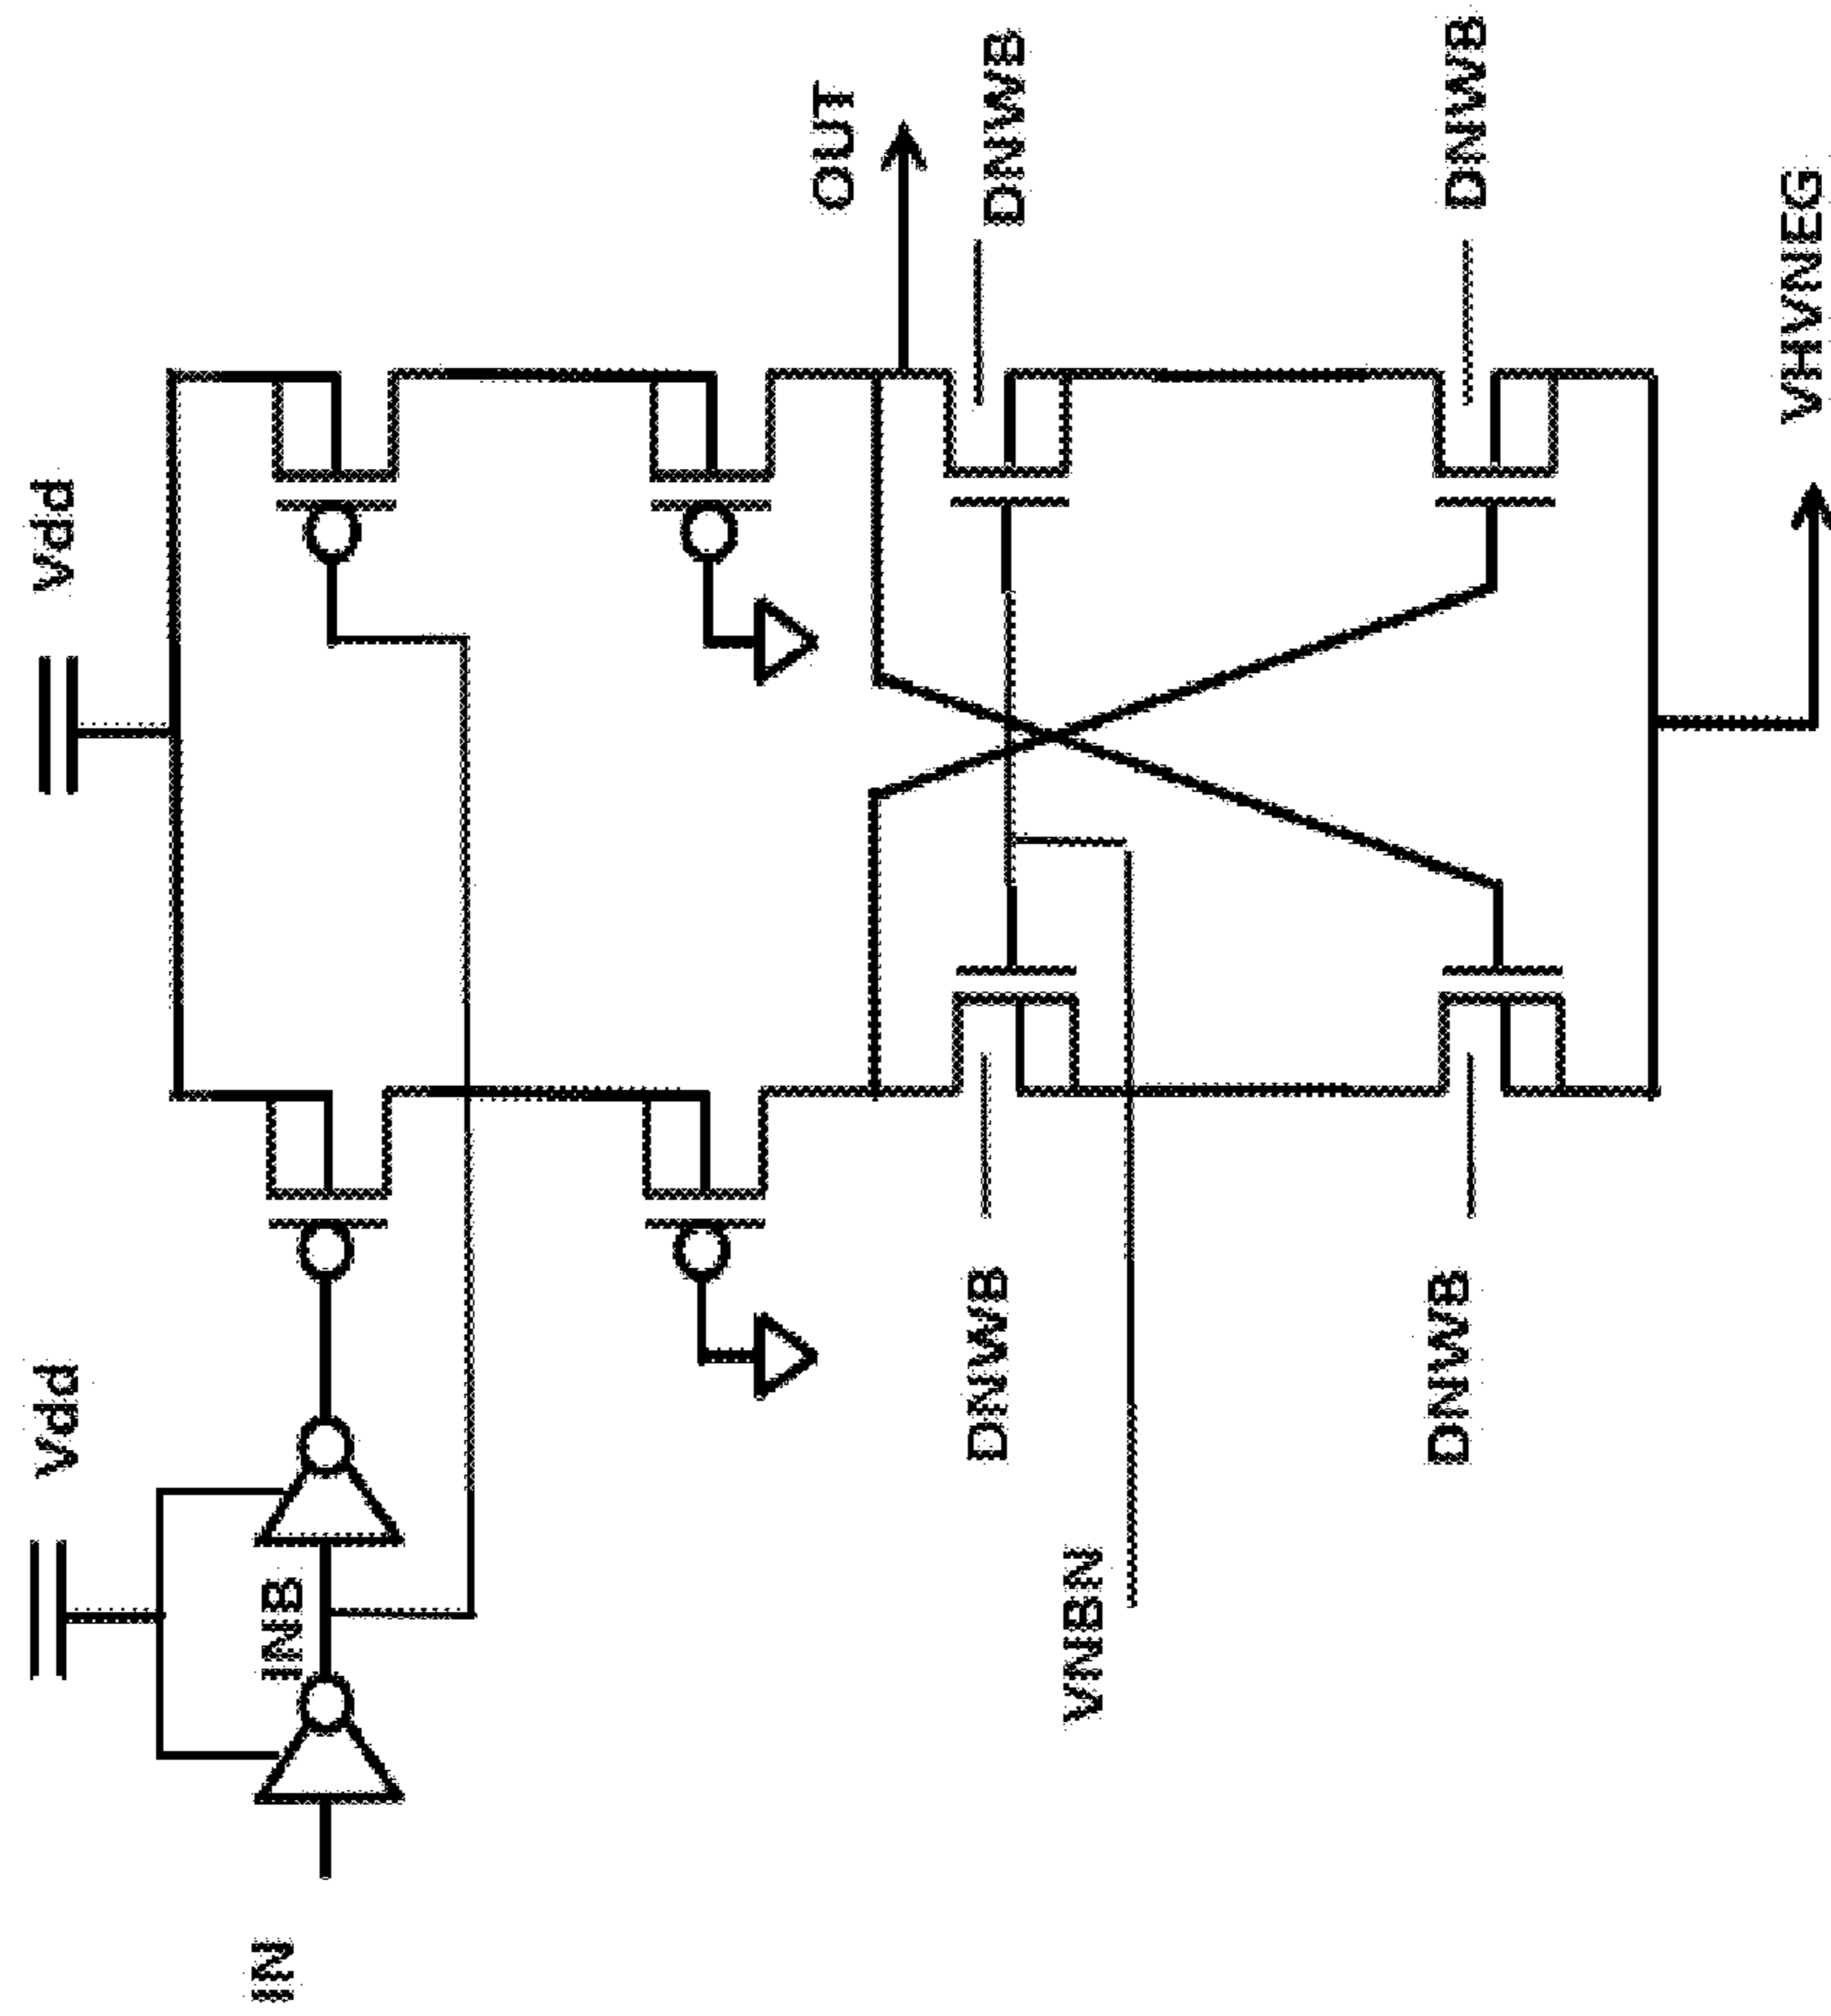 Vdd
Vdd
IN
INB
OUT
DNWB
DNWB
VNBN
DNWB
DNWB
VHVNEG